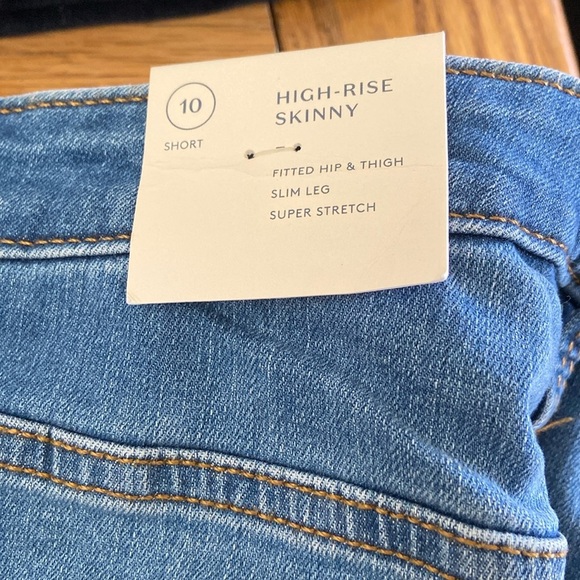 10
SHORT
HIGH-RISE
SKINNY
FITTED HIP & THIGH
SLIM LEG
SUPER STRETCH